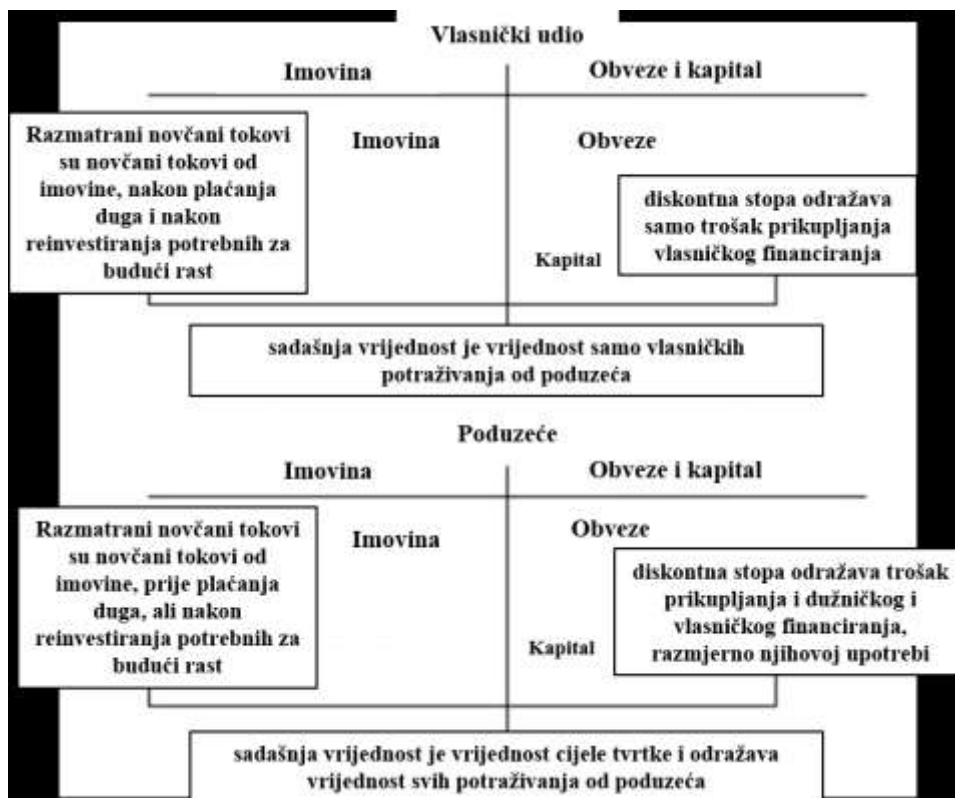 Vlasnički udio
Imovina
Obveze i kapital
Razmatrani novčani tokovi
su novčani tokovi od
imovine, nakon plaćanja
duga i nakon
reinvestiranja potrebnih za
budući rast
Imovina
Obveze
diskontna stopa odražava
samo trošak prikupljanja
vlasničkog financiranja
Kapital
sadašnja vrijednost je vrijednost samo vlasničkih
potraživanja od poduzeća
Poduzeće
Imovina
Obveze i kapital
Razmatrani novčani tokovi
su novčani tokovi od
imovine, prije plaćanja
duga, ali nakon
reinvestiranja potrebnih za
budući rast
Imovina
Obveze
diskontna stopa odražava trošak
prikupljanja i dužničkog i
vlasničkog financiranja,
razmjerno njihovoj upotrebi
Kapital
sadašnja vrijednost je vrijednost cijele tvrtke i odražava
vrijednost svih potraživanja od poduzeća